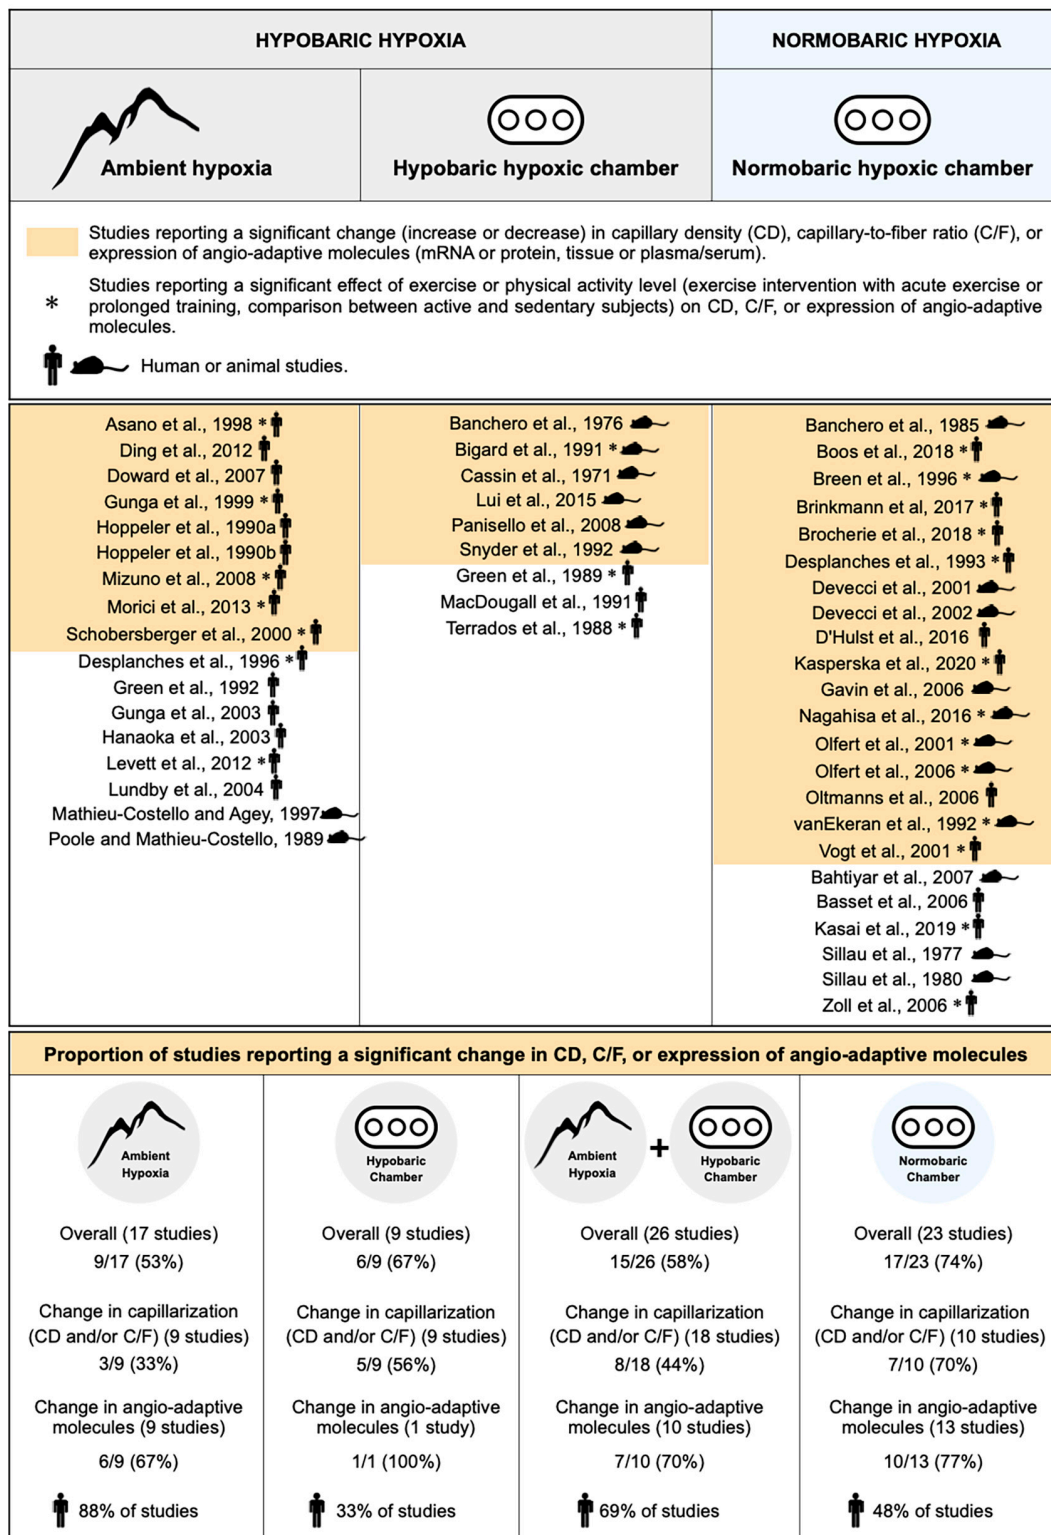 HYPOBARIC HYPOXIA
NORMOBARIC HYPOXIA
Ambient hypoxia
Hypobaric hypoxic chamber
Normobaric hypoxic chamber
Studies reporting a significant change (increase or decrease) in capillary density (CD), capillary-to-fiber ratio (C/F), or
expression of angio-adaptive molecules (mRNA or protein, tissue or plasma/serum).
* Studies reporting a significant effect of exercise or physical activity level (exercise intervention with acute exercise or
prolonged training, comparison between active and sedentary subjects) on CD, C/F, or expression of angio-adaptive
molecules.
Human or animal studies.
Asano et al., 1998 *
Ding et al., 2012
Doward et al., 2007
Gunga et al., 1999 *
Hoppeler et al., 1990a
Hoppeler et al., 1990b
Mizuno et al., 2008 *
Morici et al., 2013 *
Schobersberger et al., 2000 *
Desplanches et al., 1996 *
Green et al., 1992
Gunga et al., 2003
Hanaoka et al., 2003
Levett et al., 2012 *
Lundby et al., 2004
Mathieu-Costello and Agey, 1997
Poole and Mathieu-Costello, 1989
Banchero et al., 1976
Bigard et al., 1991 *
Cassin et al., 1971
Lui et al., 2015
Panisello et al., 2008
Snyder et al., 1992
Green et al., 1989 *
MacDougall et al., 1991
Terrados et al., 1988 *
Banchero et al., 1985
Boos et al., 2018 *
Breen et al., 1996 *
Brinkmann et al., 2017 *
Brocherie et al., 2018 *
Desplanches et al., 1993 *
Devecci et al., 2001
Devecci et al., 2002
D'Hulst et al., 2016
Kasperska et al., 2020 *
Gavin et al., 2006
Nagahisa et al., 2016 *
Olfert et al., 2001 *
Olfert et al., 2006 *
Oltmanns et al., 2006
vanEkeran et al., 1992 *
Vogt et al., 2001 *
Bahtiyar et al., 2007
Basset et al., 2006
Kasai et al., 2019 *
Sillau et al., 1977
Sillau et al., 1980
Zoll et al., 2006 *
Proportion of studies reporting a significant change in CD, C/F, or expression of angio-adaptive molecules
Ambient
Hypoxia
Overall (17 studies)
9/17 (53%)
Change in capillarization
(CD and/or C/F) (9 studies)
3/9 (33%)
Change in angio-adaptive
molecules (9 studies)
6/9 (67%)
88% of studies
Hypobaric
Chamber
Overall (9 studies)
6/9 (67%)
Change in capillarization
(CD and/or C/F) (9 studies)
5/9 (56%)
Change in angio-adaptive
molecules (1 study)
1/1 (100%)
33% of studies
Ambient
Hypoxia
+
Hypobaric
Chamber
Overall (26 studies)
15/26 (58%)
Change in capillarization
(CD and/or C/F) (18 studies)
8/18 (44%)
Change in angio-adaptive
molecules (10 studies)
7/10 (70%)
69% of studies
Normobaric
Chamber
Overall (23 studies)
17/23 (74%)
Change in capillarization
(CD and/or C/F) (10 studies)
7/10 (70%)
Change in angio-adaptive
molecules (13 studies)
10/13 (77%)
48% of studies